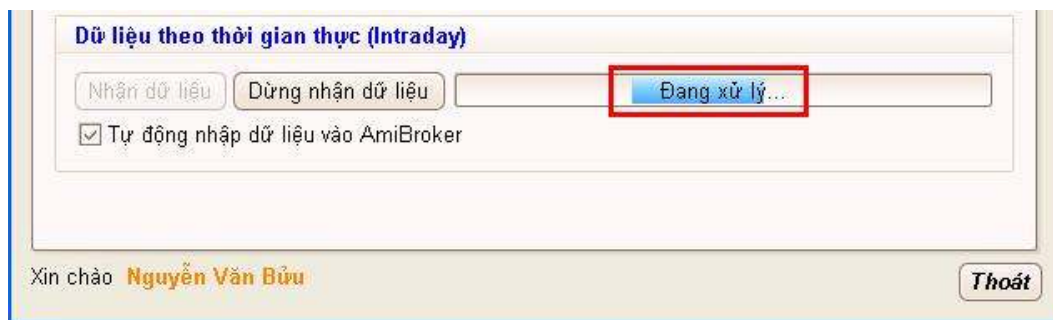 Dữ liệu theo thời gian thực (Intraday)
Nhận dữ liệu Dừng nhận dữ liệu Đang xử lý...
Tự động nhập dữ liệu vào AmiBroker
Xin chào Nguyễn Văn Bửu Thoát